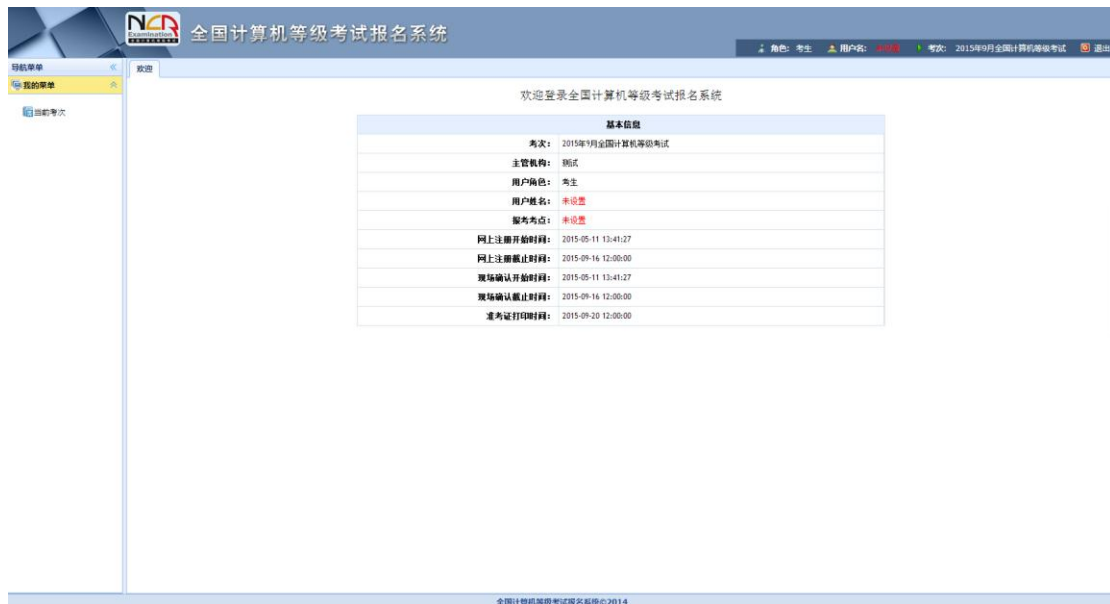 NCR
Examination
全国计算机等级考试报名系统
角色: 考生 用户名: 考次: 2015年9月全国计算机等级考试 退出
导航菜单
欢迎
我的菜单
当前考次
欢迎登录全国计算机等级考试报名系统
基本信息
考次: 2015年9月全国计算机等级考试
主管机构: 测试
用户角色: 考生
用户姓名: 未设置
报考考点: 未设置
网上注册开始时间: 2015-05-11 13:41:27
网上注册截止时间: 2015-09-16 12:00:00
现场确认开始时间: 2015-05-11 13:41:27
现场确认截止时间: 2015-09-16 12:00:00
准考证打印时间: 2015-09-20 12:00:00
全国计算机等级考试报名系统©2014